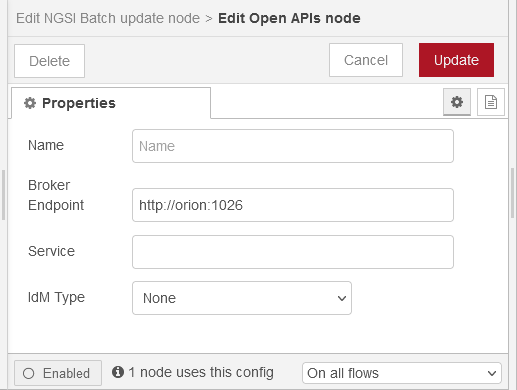 Edit NGSI Batch update node > Edit Open APIs node
Delete
Cancel
Update
Properties
Name
Name
Broker
Endpoint
http://orion:1026
Service
IdM Type
None
Enabled
1 node uses this config
On all flows